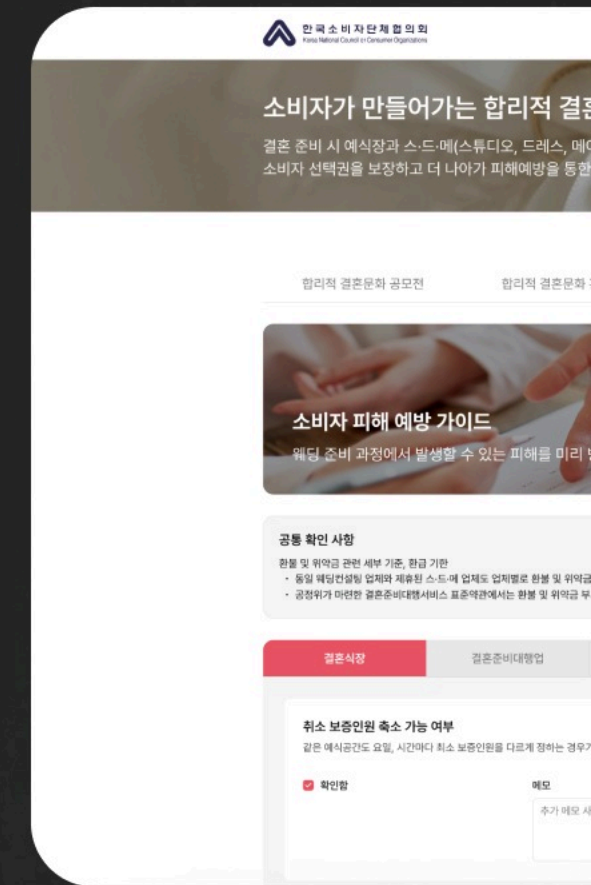 한국소비자단체협의회
Korea National Council of Consumer Organizations
소비자가 만들어가는 합리적 결혼
결혼 준비 시 예식장과 스·드·메(스튜디오, 드레스, 메이
소비자 선택권을 보장하고 더 나아가 피해예방을 통한
합리적 결혼문화 공모전
합리적 결혼문화
소비자 피해 예방 가이드
웨딩 준비 과정에서 발생할 수 있는 피해를 미리
공통 확인 사항
환불 및 위약금 관련 세부 기준, 환급 기한
• 동일 웨딩컨설팅 업체와 제휴된 스·드·메 업체도 업체별로 환불 및 위약금
• 공정위가 마련한 결혼준비대행서비스 표준약관에서는 환불 및 위약금 부
결혼식장
결혼준비대행업
취소 보증인원 축소 가능 여부
같은 예식공간도 요일, 시간마다 최소 보증인원을 다르게 정하는 경우가
확인함
메모
추가 메모 사